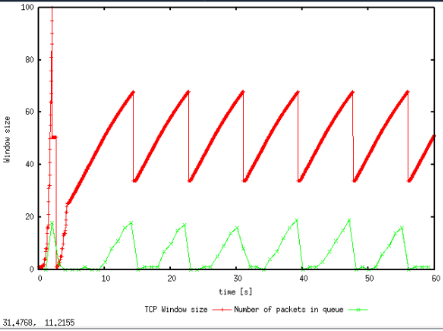 100
80
60
40
20
0
Window size
0 10 20 30 40 50 60
time [s]
TCP Window size Number of packets in queue
31,4768, 11,2155